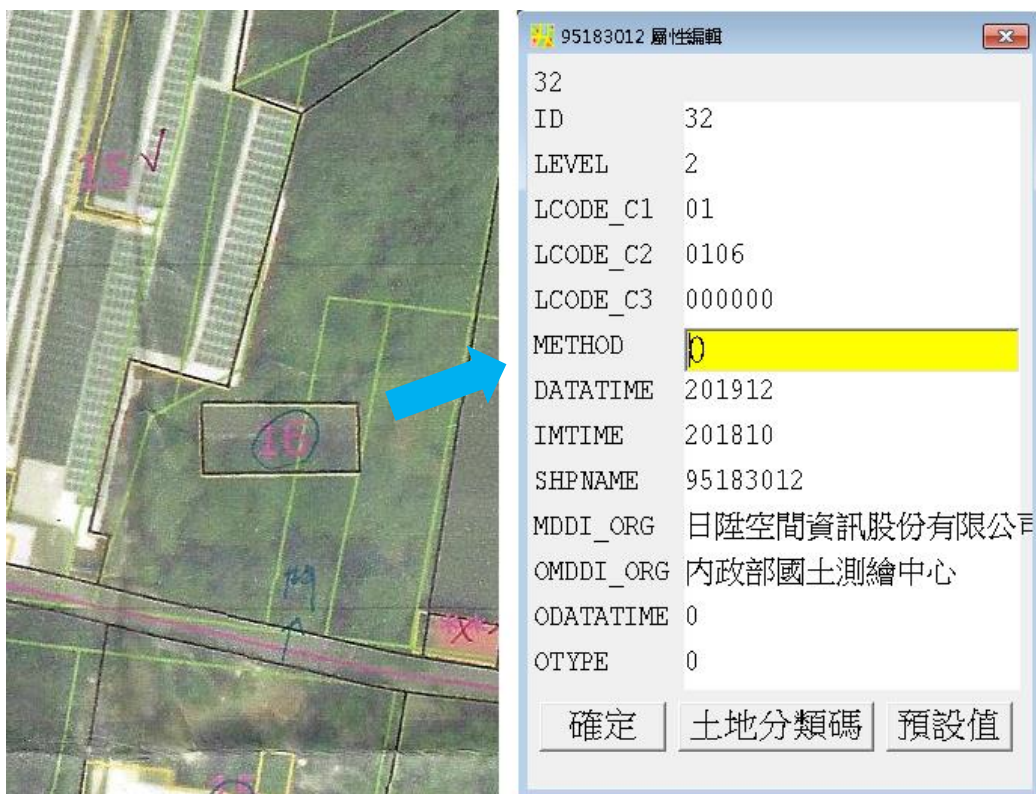 15
16
門
X
95183012 屬性編輯
32
ID 32
LEVEL 2
LCODE_C1 01
LCODE_C2 0106
LCODE_C3 000000
METHOD 0
DATATIME 201912
IMTIME 201810
SHPNAME 95183012
MDDI_ORG 日陞空間資訊股份有限公司
OMDDI_ORG 內政部國土測繪中心
ODATATIME 0
OTYPE 0
確定 土地分類碼 預設值